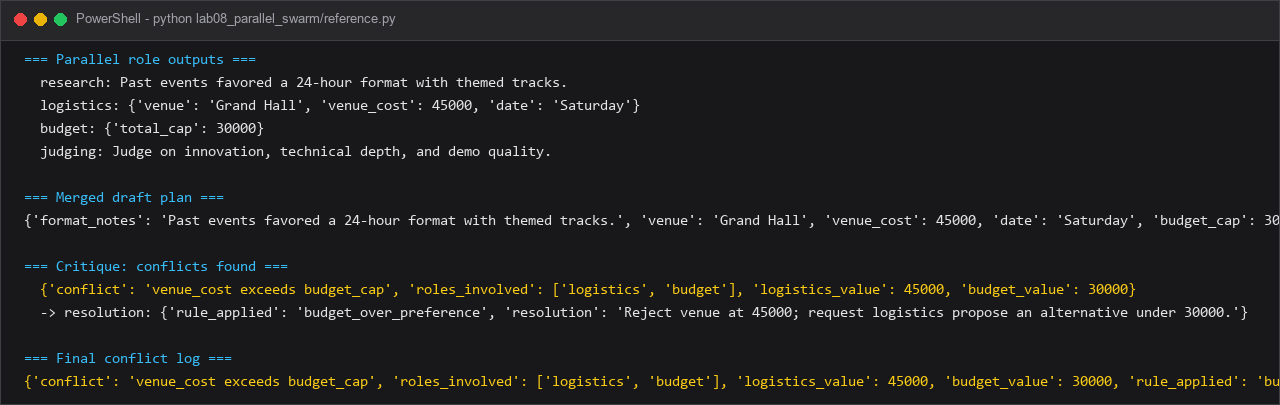 PowerShell - python lab08_parallel_swarm/reference.py
=== Parallel role outputs ===
research: Past events favored a 24-hour format with themed tracks.
logistics: {'venue': 'Grand Hall', 'venue_cost': 45000, 'date': 'Saturday'}
budget: {'total_cap': 30000}
judging: Judge on innovation, technical depth, and demo quality.
=== Merged draft plan ===
{'format_notes': 'Past events favored a 24-hour format with themed tracks.', 'venue': 'Grand Hall', 'venue_cost': 45000, 'date': 'Saturday', 'budget_cap': 30
=== Critique: conflicts found ===
{'conflict': 'venue_cost exceeds budget_cap', 'roles_involved': ['logistics', 'budget'], 'logistics_value': 45000, 'budget_value': 30000}
-> resolution: {'rule_applied': 'budget_over_preference', 'resolution': 'Reject venue at 45000; request logistics propose an alternative under 30000.'}
=== Final conflict log ===
{'conflict': 'venue_cost exceeds budget_cap', 'roles_involved': ['logistics', 'budget'], 'logistics_value': 45000, 'budget_value': 30000, 'rule_applied': 'bu